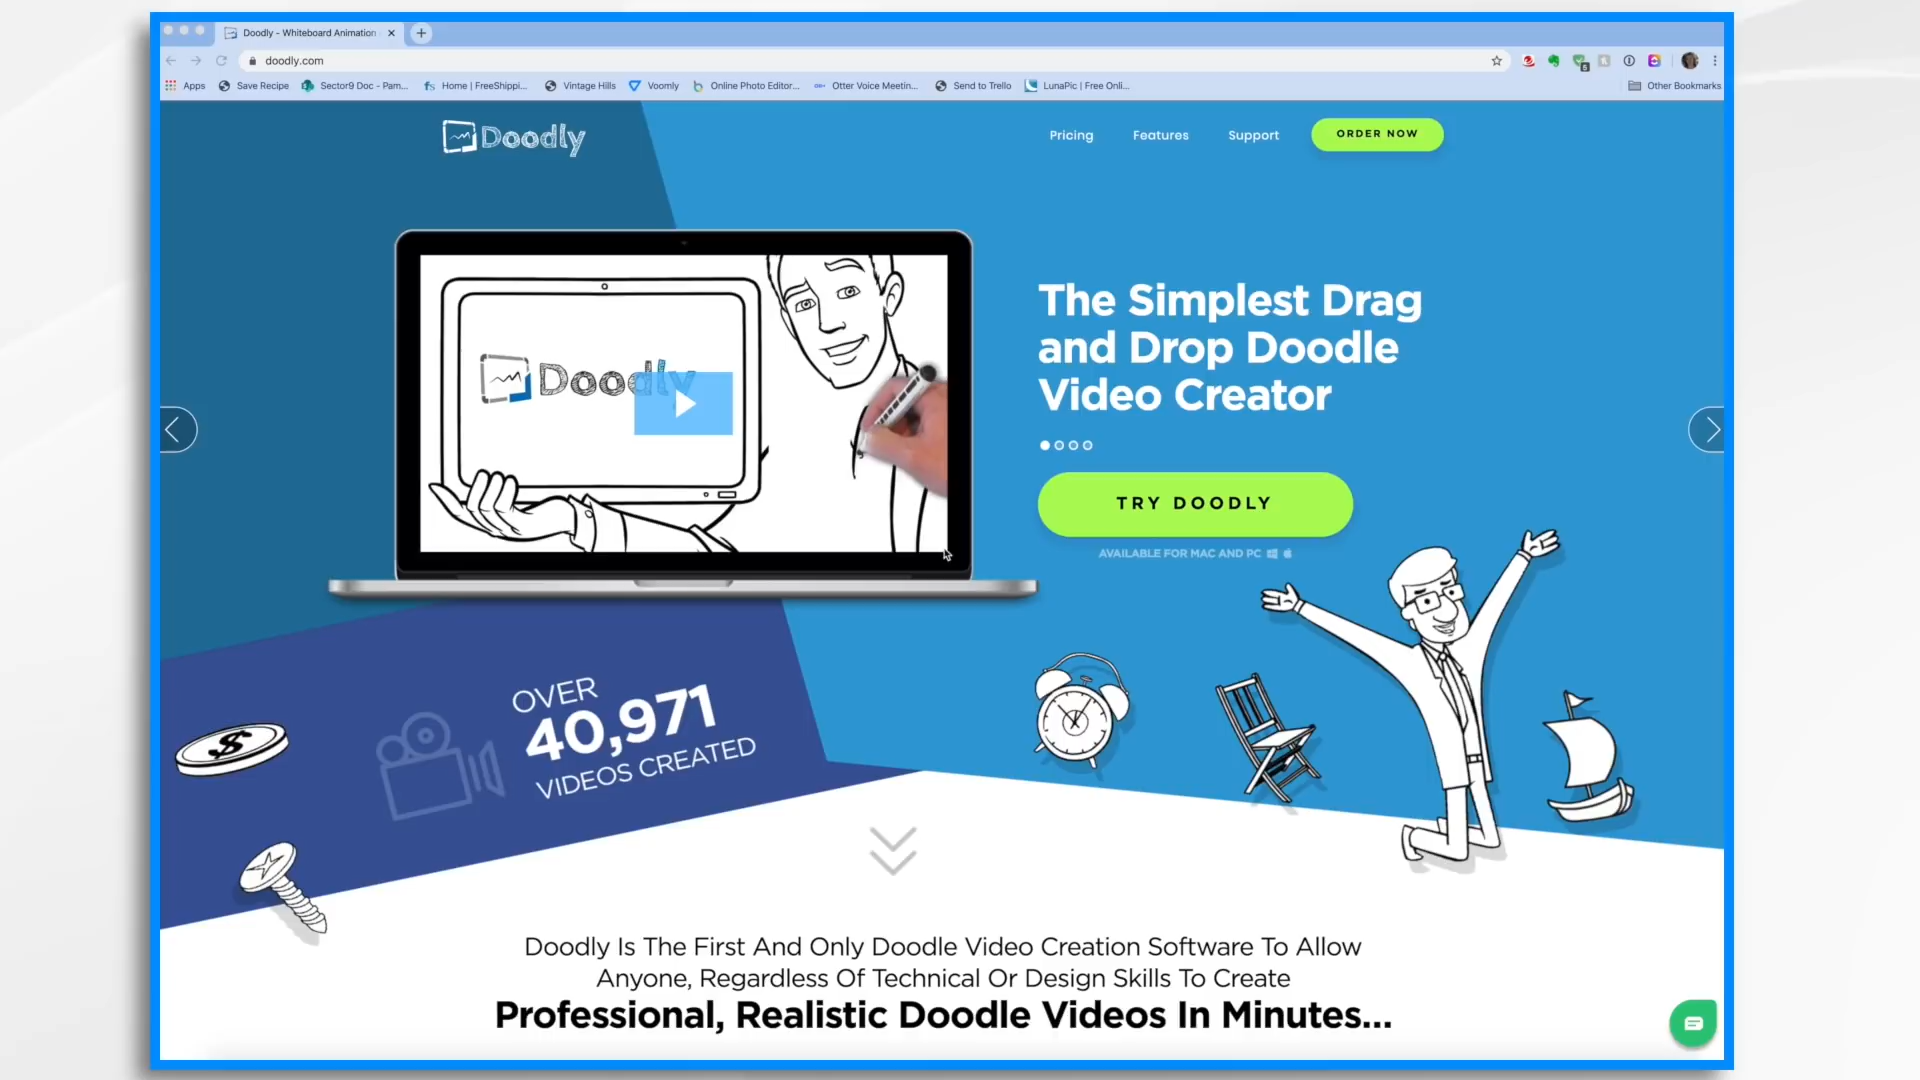 Doodly - Whiteboard Animation
doodly.com
Apps
Save Recipe
Sector9 Doc - Pam...
Home | FreeShippi...
Vintage Hills
Voomly
Online Photo Editor...
Otter Voice Meetin...
Send to Trello
LunaPic | Free Onli...
Other Bookmarks
Doodly
Pricing
Features
Support
ORDER NOW
Doodly
The Simplest Drag
and Drop Doodle
Video Creator
TRY DOODLY
AVAILABLE FOR MAC AND PC
OVER
40,971
VIDEOS CREATED
Doodly Is The First And Only Doodle Video Creation Software To Allow
Anyone, Regardless Of Technical Or Design Skills To Create
Professional, Realistic Doodle Videos In Minutes...